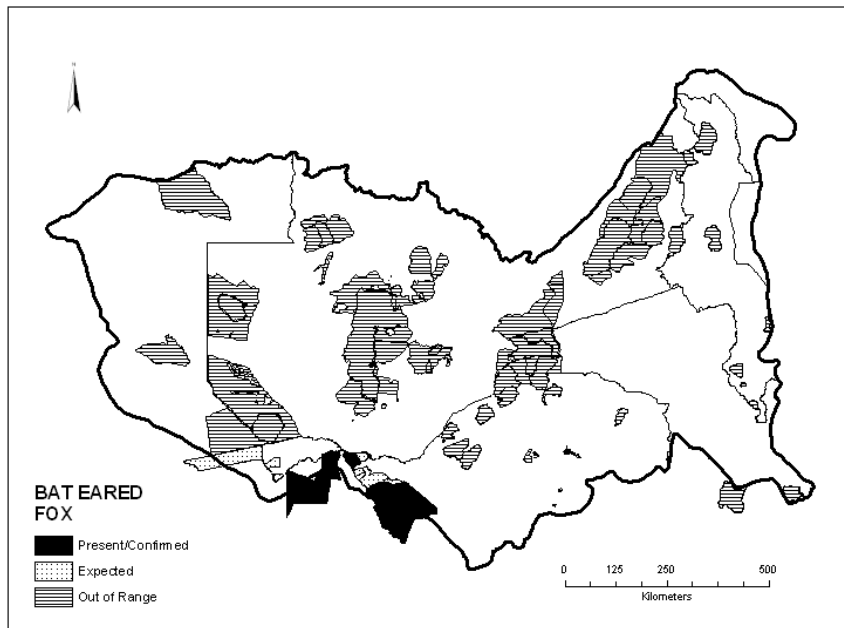 N
BAT EARED
FOX
Present/Confirmed
Expected
Out of Range
0 125 250 500
Kilometers